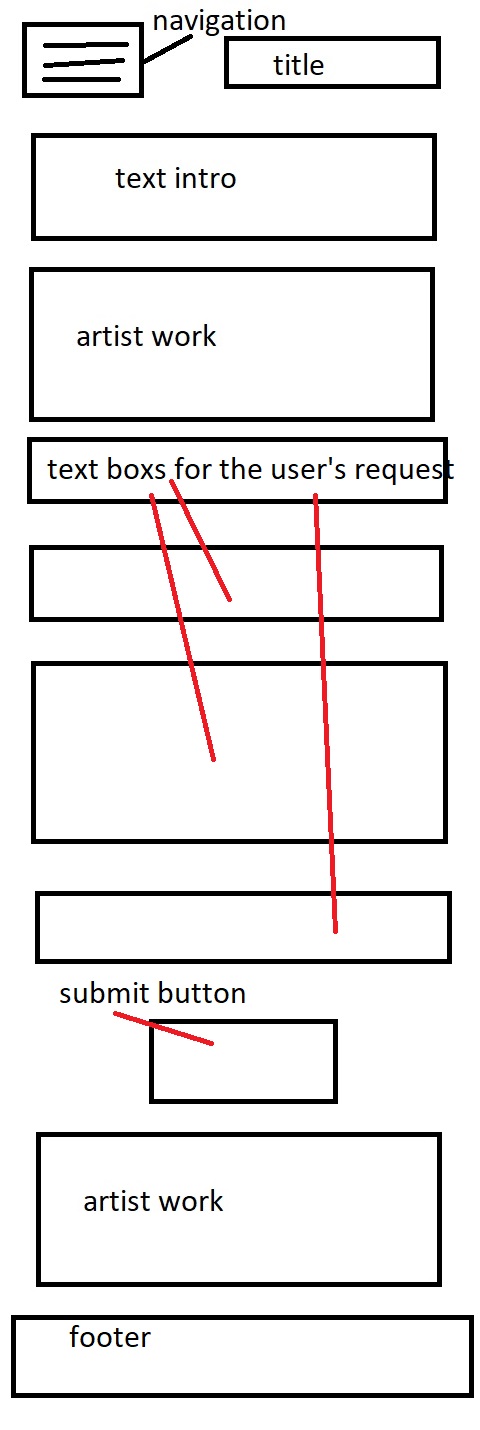 navigation
title
text intro
artist work
text boxs for the user's request
submit button
artist work
footer